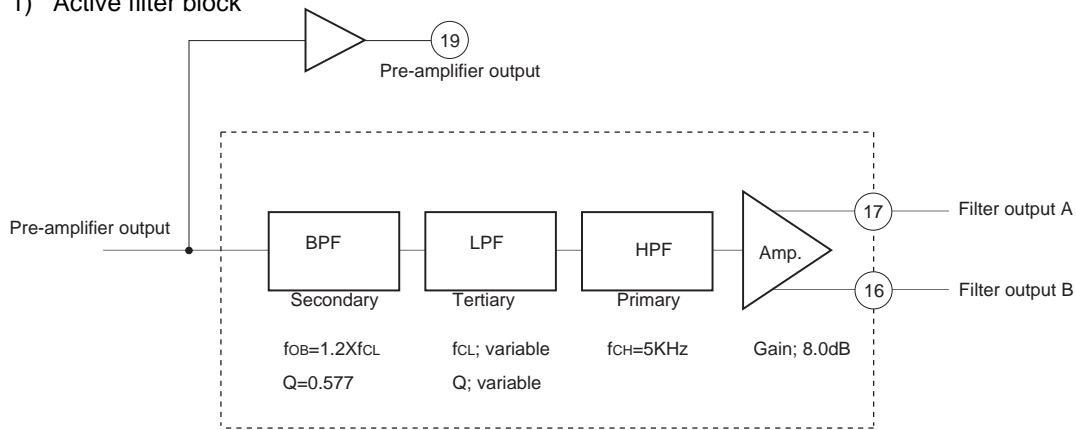 1) Active filter block
19
Pre-amplifier output
Pre-amplifier output
BPF
LPF
HPF
Amp.
17
Filter output A
16
Filter output B
Secondary
Tertiary
Primary
fOB=1.2XfCL
fCL; variable
fCH=5KHz
Gain; 8.0dB
Q=0.577
Q; variable